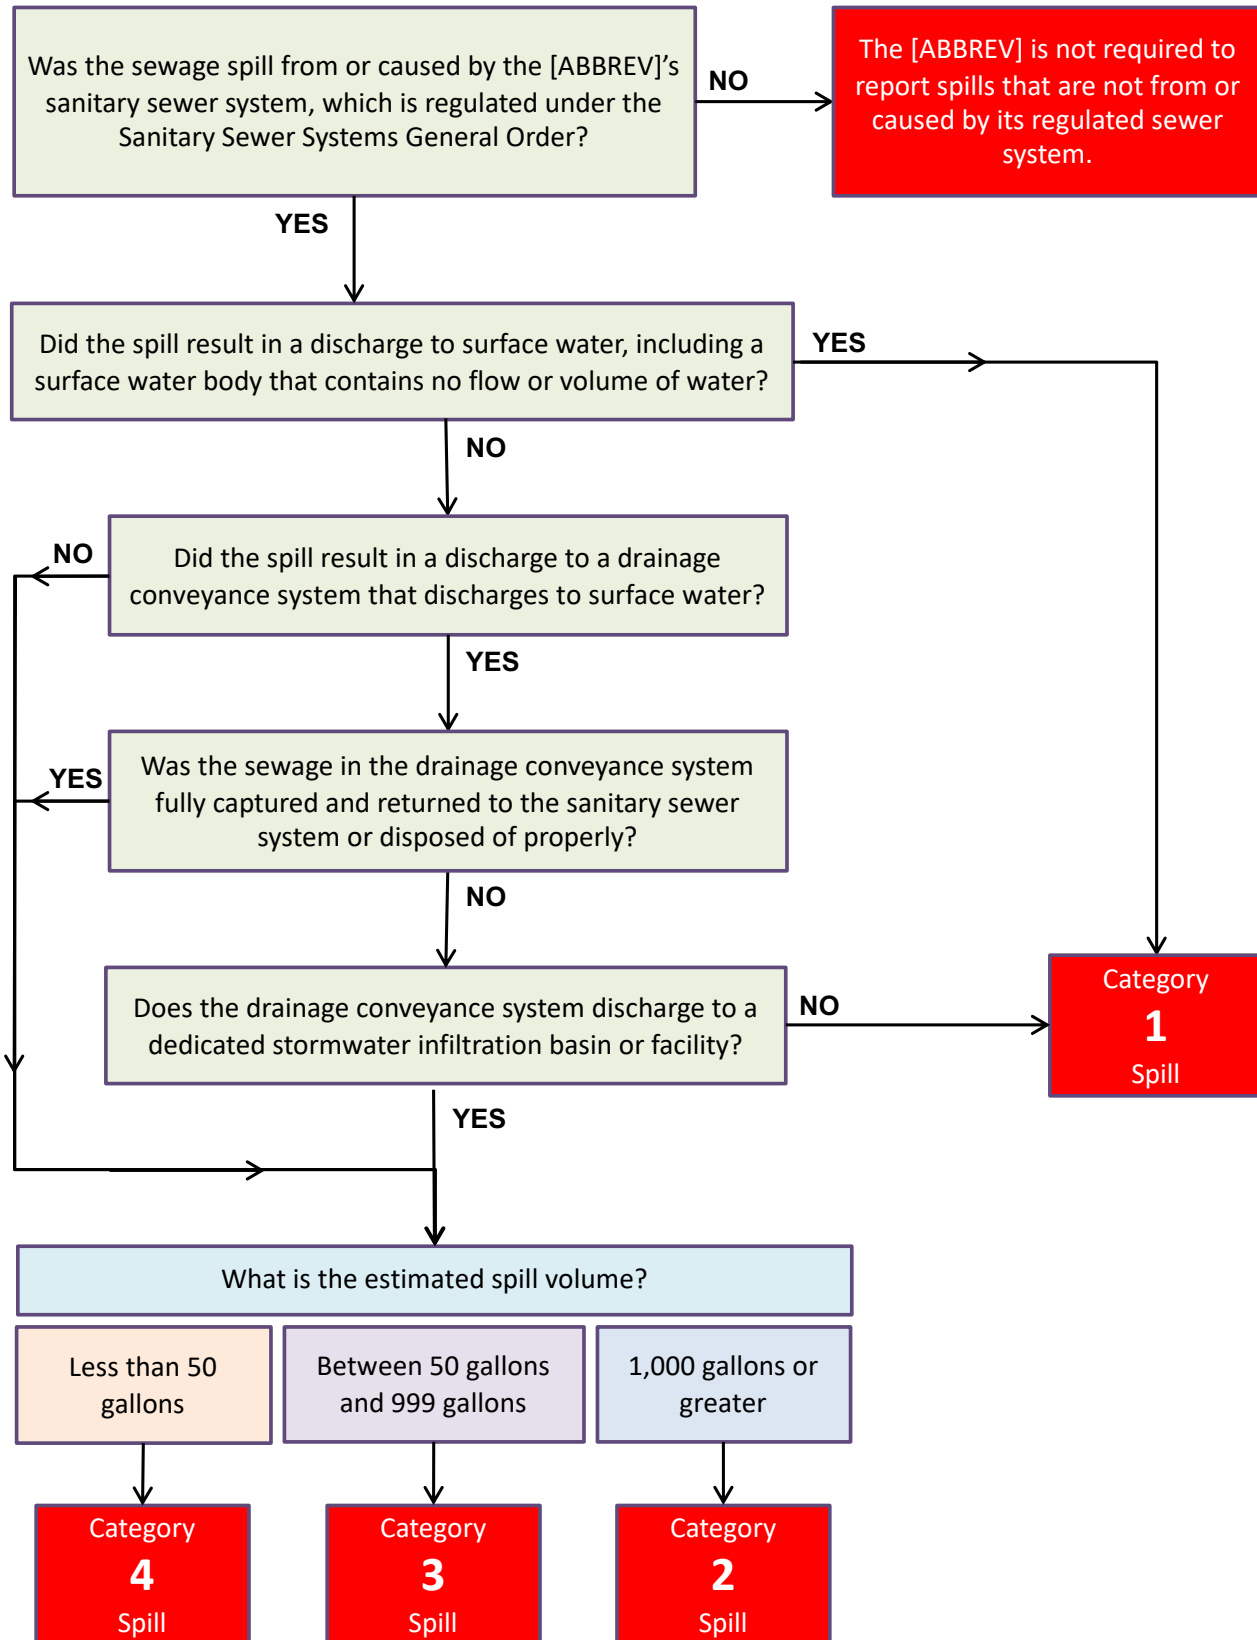 Was the sewage spill from or caused by the [ABBREV]’s
sanitary sewer system, which is regulated under the
Sanitary Sewer Systems General Order?
NO
The [ABBREV] is not required to
report spills that are not from or
caused by its regulated sewer
system.
YES
Did the spill result in a discharge to surface water, including a
surface water body that contains no flow or volume of water?
YES
NO
Did the spill result in a discharge to a drainage
conveyance system that discharges to surface water?
NO
YES
Was the sewage in the drainage conveyance system
fully captured and returned to the sanitary sewer
system or disposed of properly?
YES
NO
Does the drainage conveyance system discharge to a
dedicated stormwater infiltration basin or facility?
NO
Category
1
Spill
YES
What is the estimated spill volume?
Less than 50
gallons
Between 50 gallons
and 999 gallons
1,000 gallons or
greater
Category
4
Spill
Category
3
Spill
Category
2
Spill